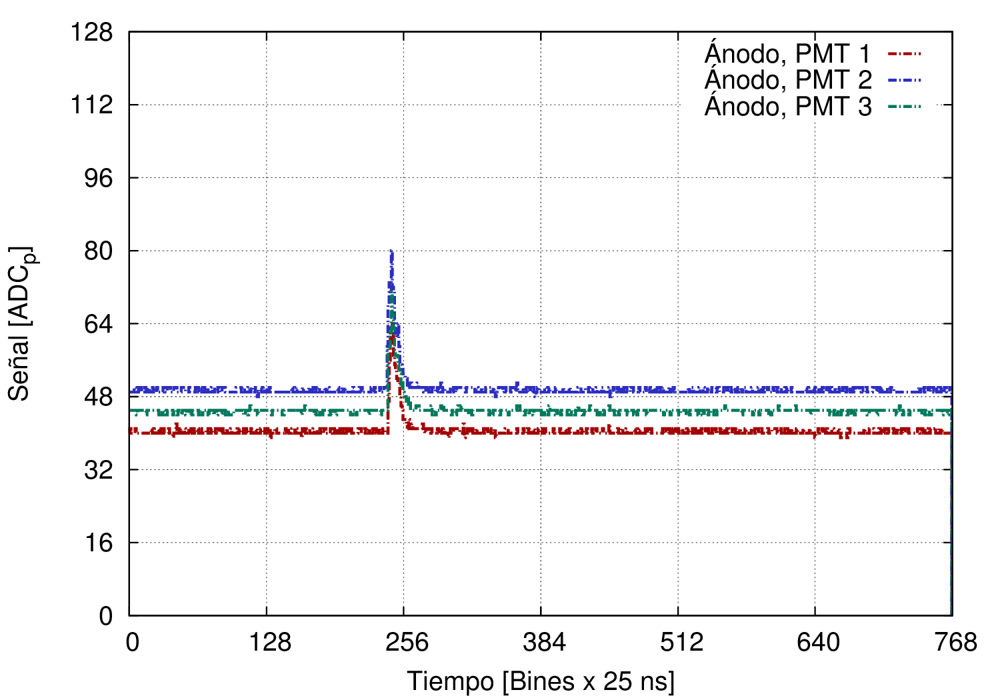 128
112
96
80
64
48
32
16
0
Señal [ADCp]
Ánodo, PMT 1
Ánodo, PMT 2
Ánodo, PMT 3
0 128 256 384 512 640 768
Tiempo [Bines x 25 ns]